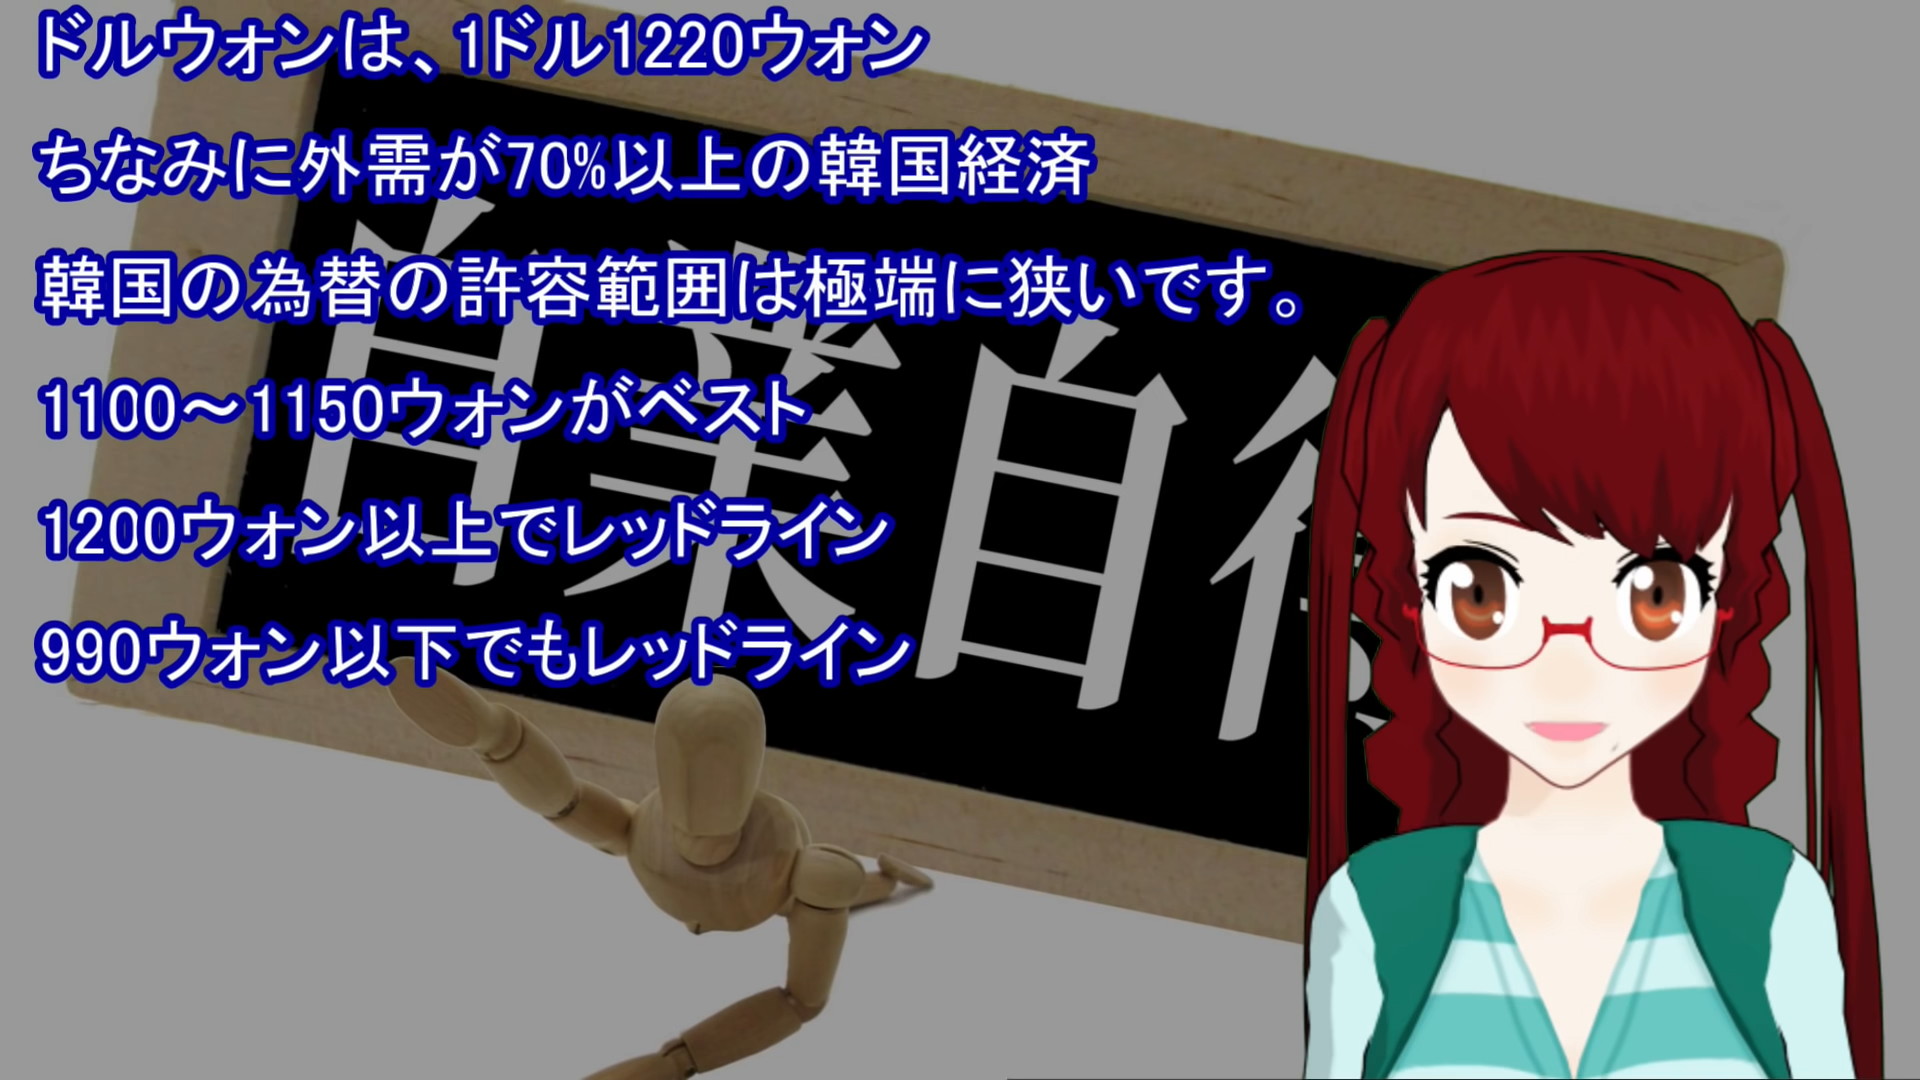 ドルウォンは、1ドル1220ウォン
ちなみに外需が70%以上の韓国経済
韓国の為替の許容範囲は極端に狭いです。
1100～1150ウォンがベスト
1200ウォン以上でレッドライン
990ウォン以下でもレッドライン
自業自得